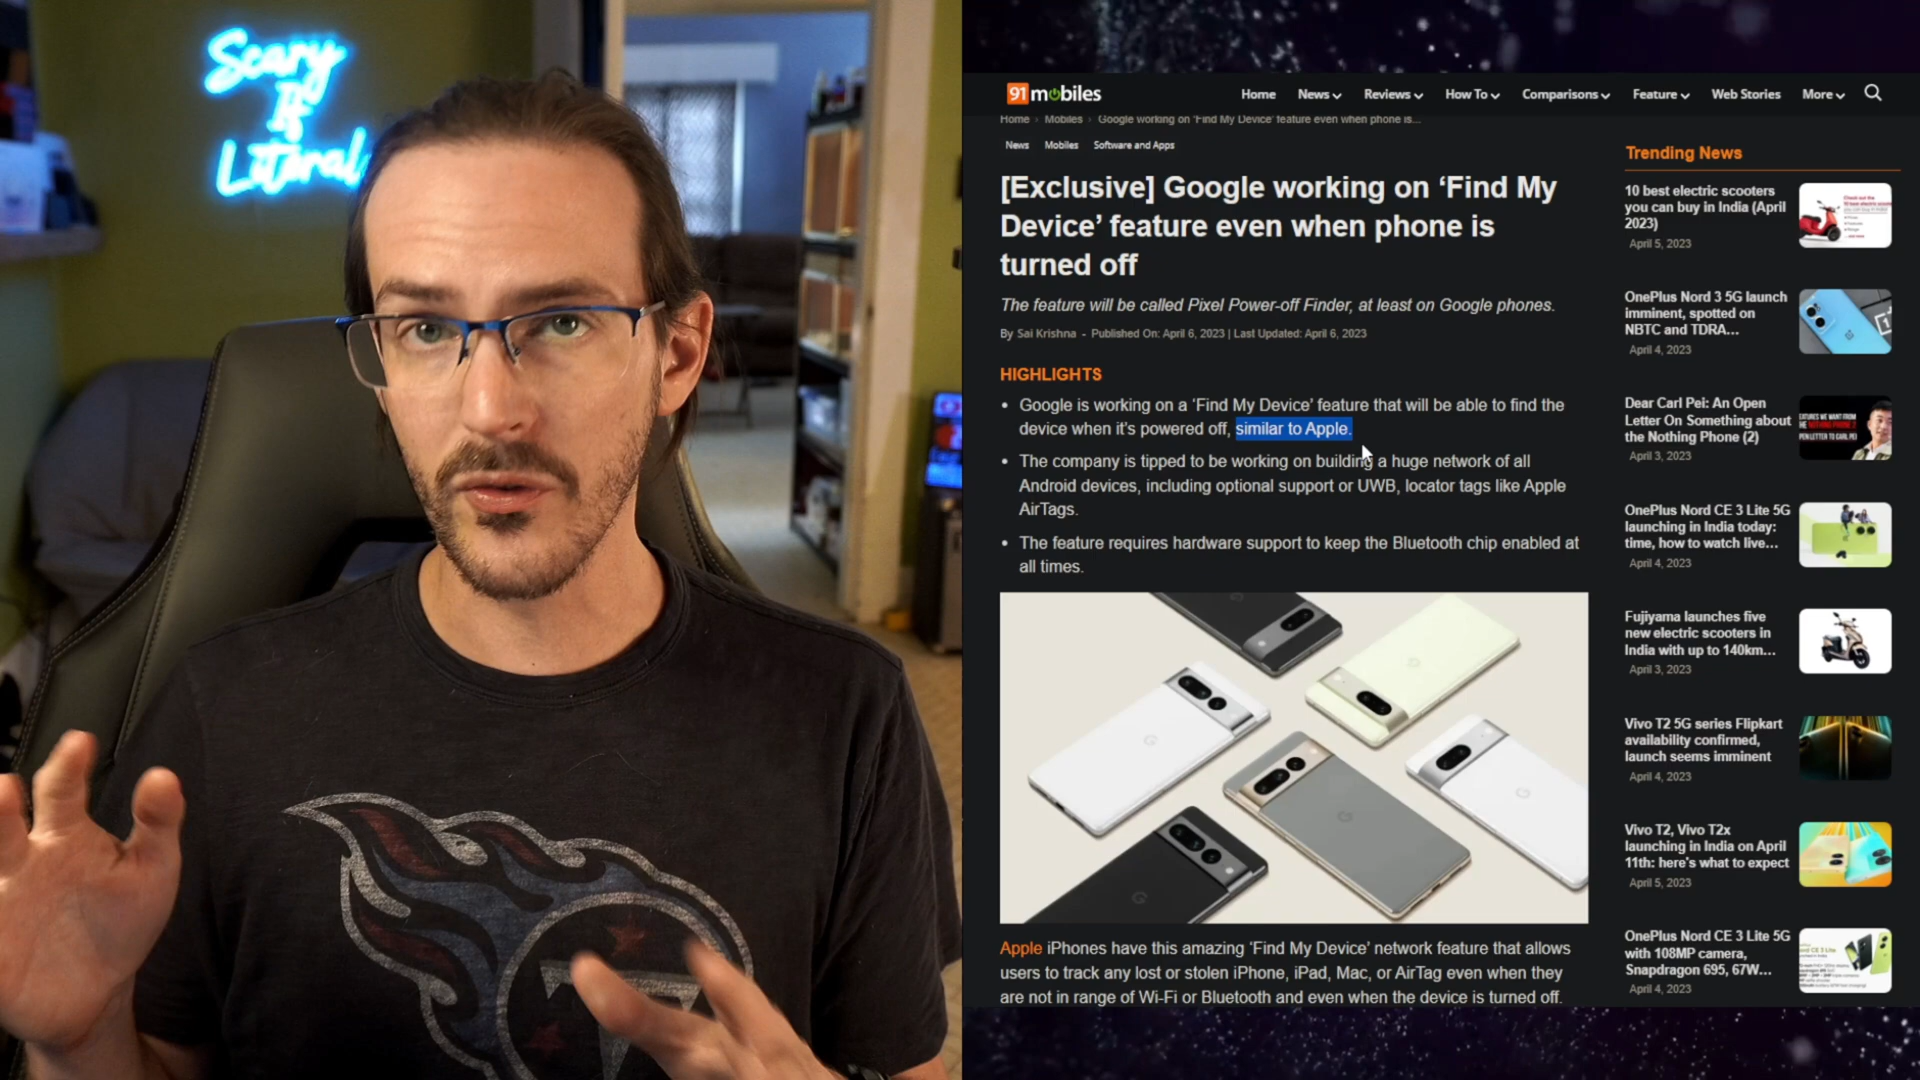 Scary
Is
Literal
91mobiles
Home
News
Reviews
How To
Comparisons
Feature
Web Stories
More
Home › Mobiles › Google working on 'Find My Device' feature even when phone is...
News
Mobiles
Software and Apps
[Exclusive] Google working on ‘Find My
Device’ feature even when phone is
turned off
The feature will be called Pixel Power-off Finder, at least on Google phones.
By Sai Krishna - Published On: April 6, 2023 | Last Updated: April 6, 2023
HIGHLIGHTS
• Google is working on a ‘Find My Device’ feature that will be able to find the
device when it's powered off, similar to Apple.
• The company is tipped to be working on building a huge network of all
Android devices, including optional support or UWB, locator tags like Apple
AirTags.
• The feature requires hardware support to keep the Bluetooth chip enabled at
all times.
Apple iPhones have this amazing ‘Find My Device’ network feature that allows
users to track any lost or stolen iPhone, iPad, Mac, or AirTag even when they
are not in range of Wi-Fi or Bluetooth and even when the device is turned off.
Trending News
10 best electric scooters
you can buy in India (April
2023)
April 5, 2023
OnePlus Nord 3 5G launch
imminent, spotted on
NBTC and TDRA...
April 4, 2023
Dear Carl Pei: An Open
Letter On Something about
the Nothing Phone (2)
April 3, 2023
OnePlus Nord CE 3 Lite 5G
launching in India today:
time, how to watch live...
April 4, 2023
Fujiyama launches five
new electric scooters in
India with up to 140km...
April 3, 2023
Vivo T2 5G series Flipkart
availability confirmed,
launch seems imminent
April 4, 2023
Vivo T2, Vivo T2x
launching in India on April
11th: here's what to expect
April 5, 2023
OnePlus Nord CE 3 Lite 5G
with 108MP camera,
Snapdragon 695, 67W...
April 4, 2023